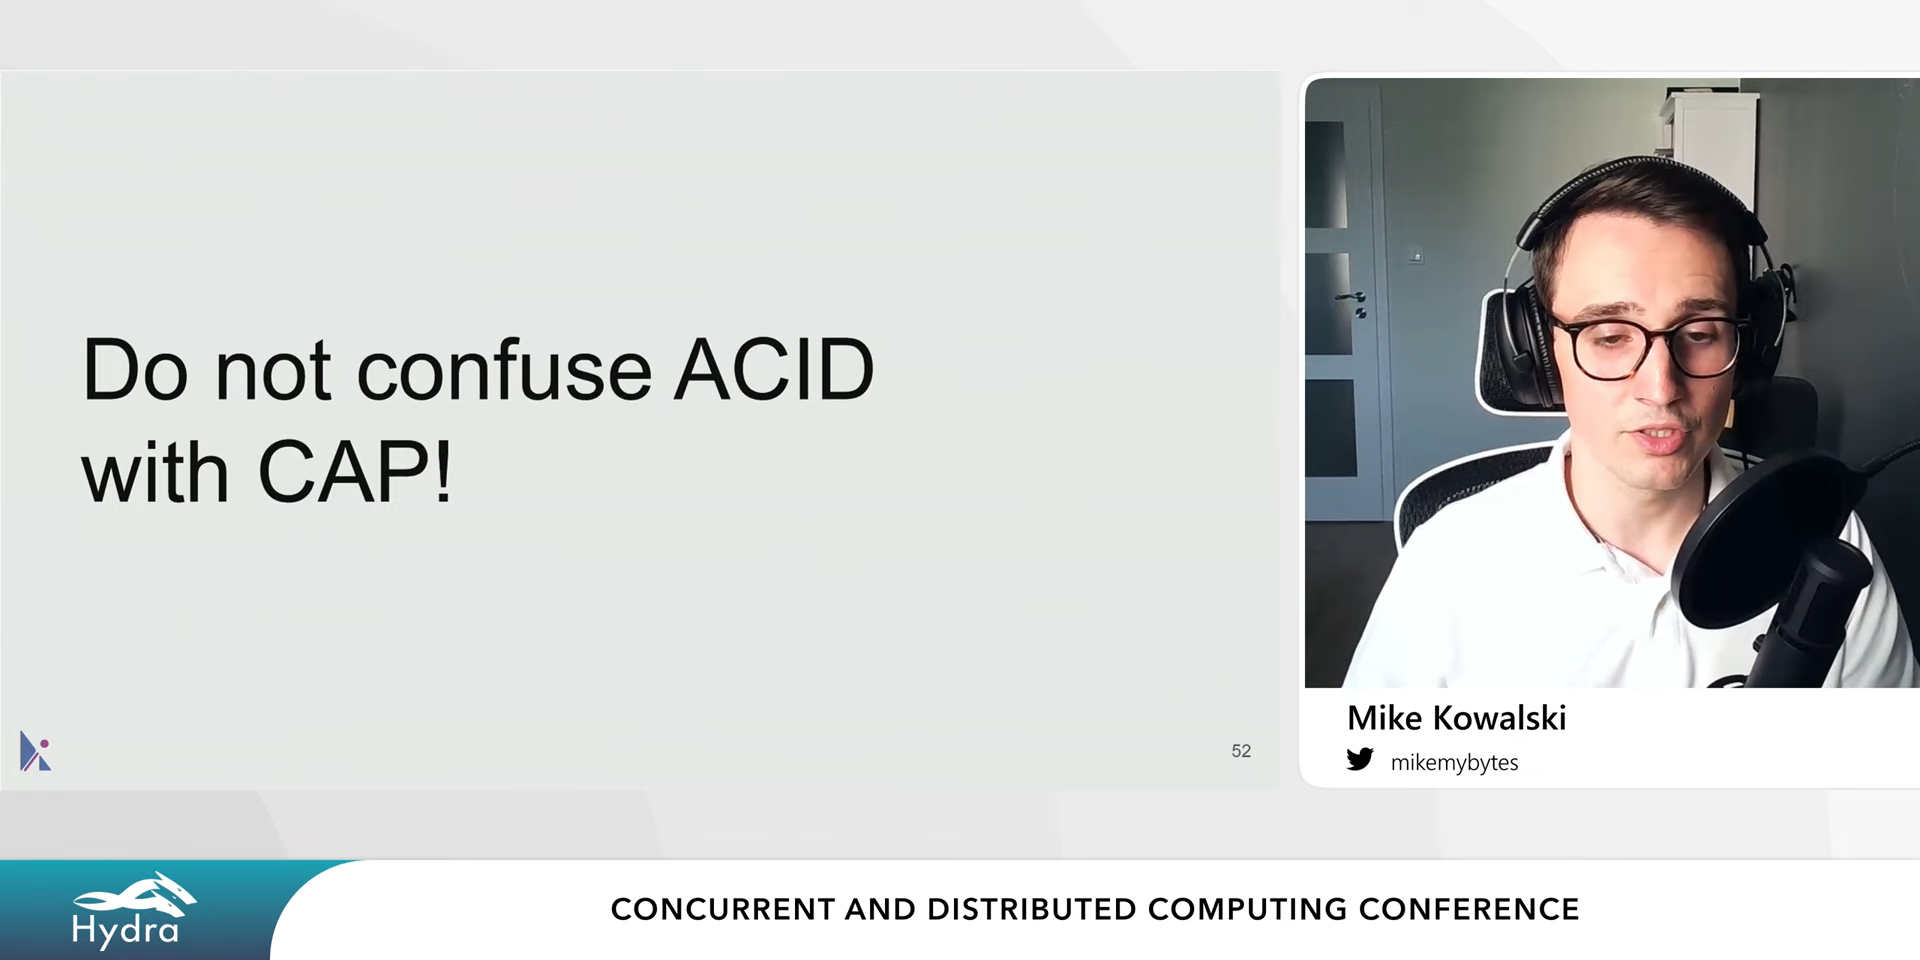 Do not confuse ACID
with CAP!
52
Mike Kowalski
mikemybytes
Hydra
CONCURRENT AND DISTRIBUTED COMPUTING CONFERENCE